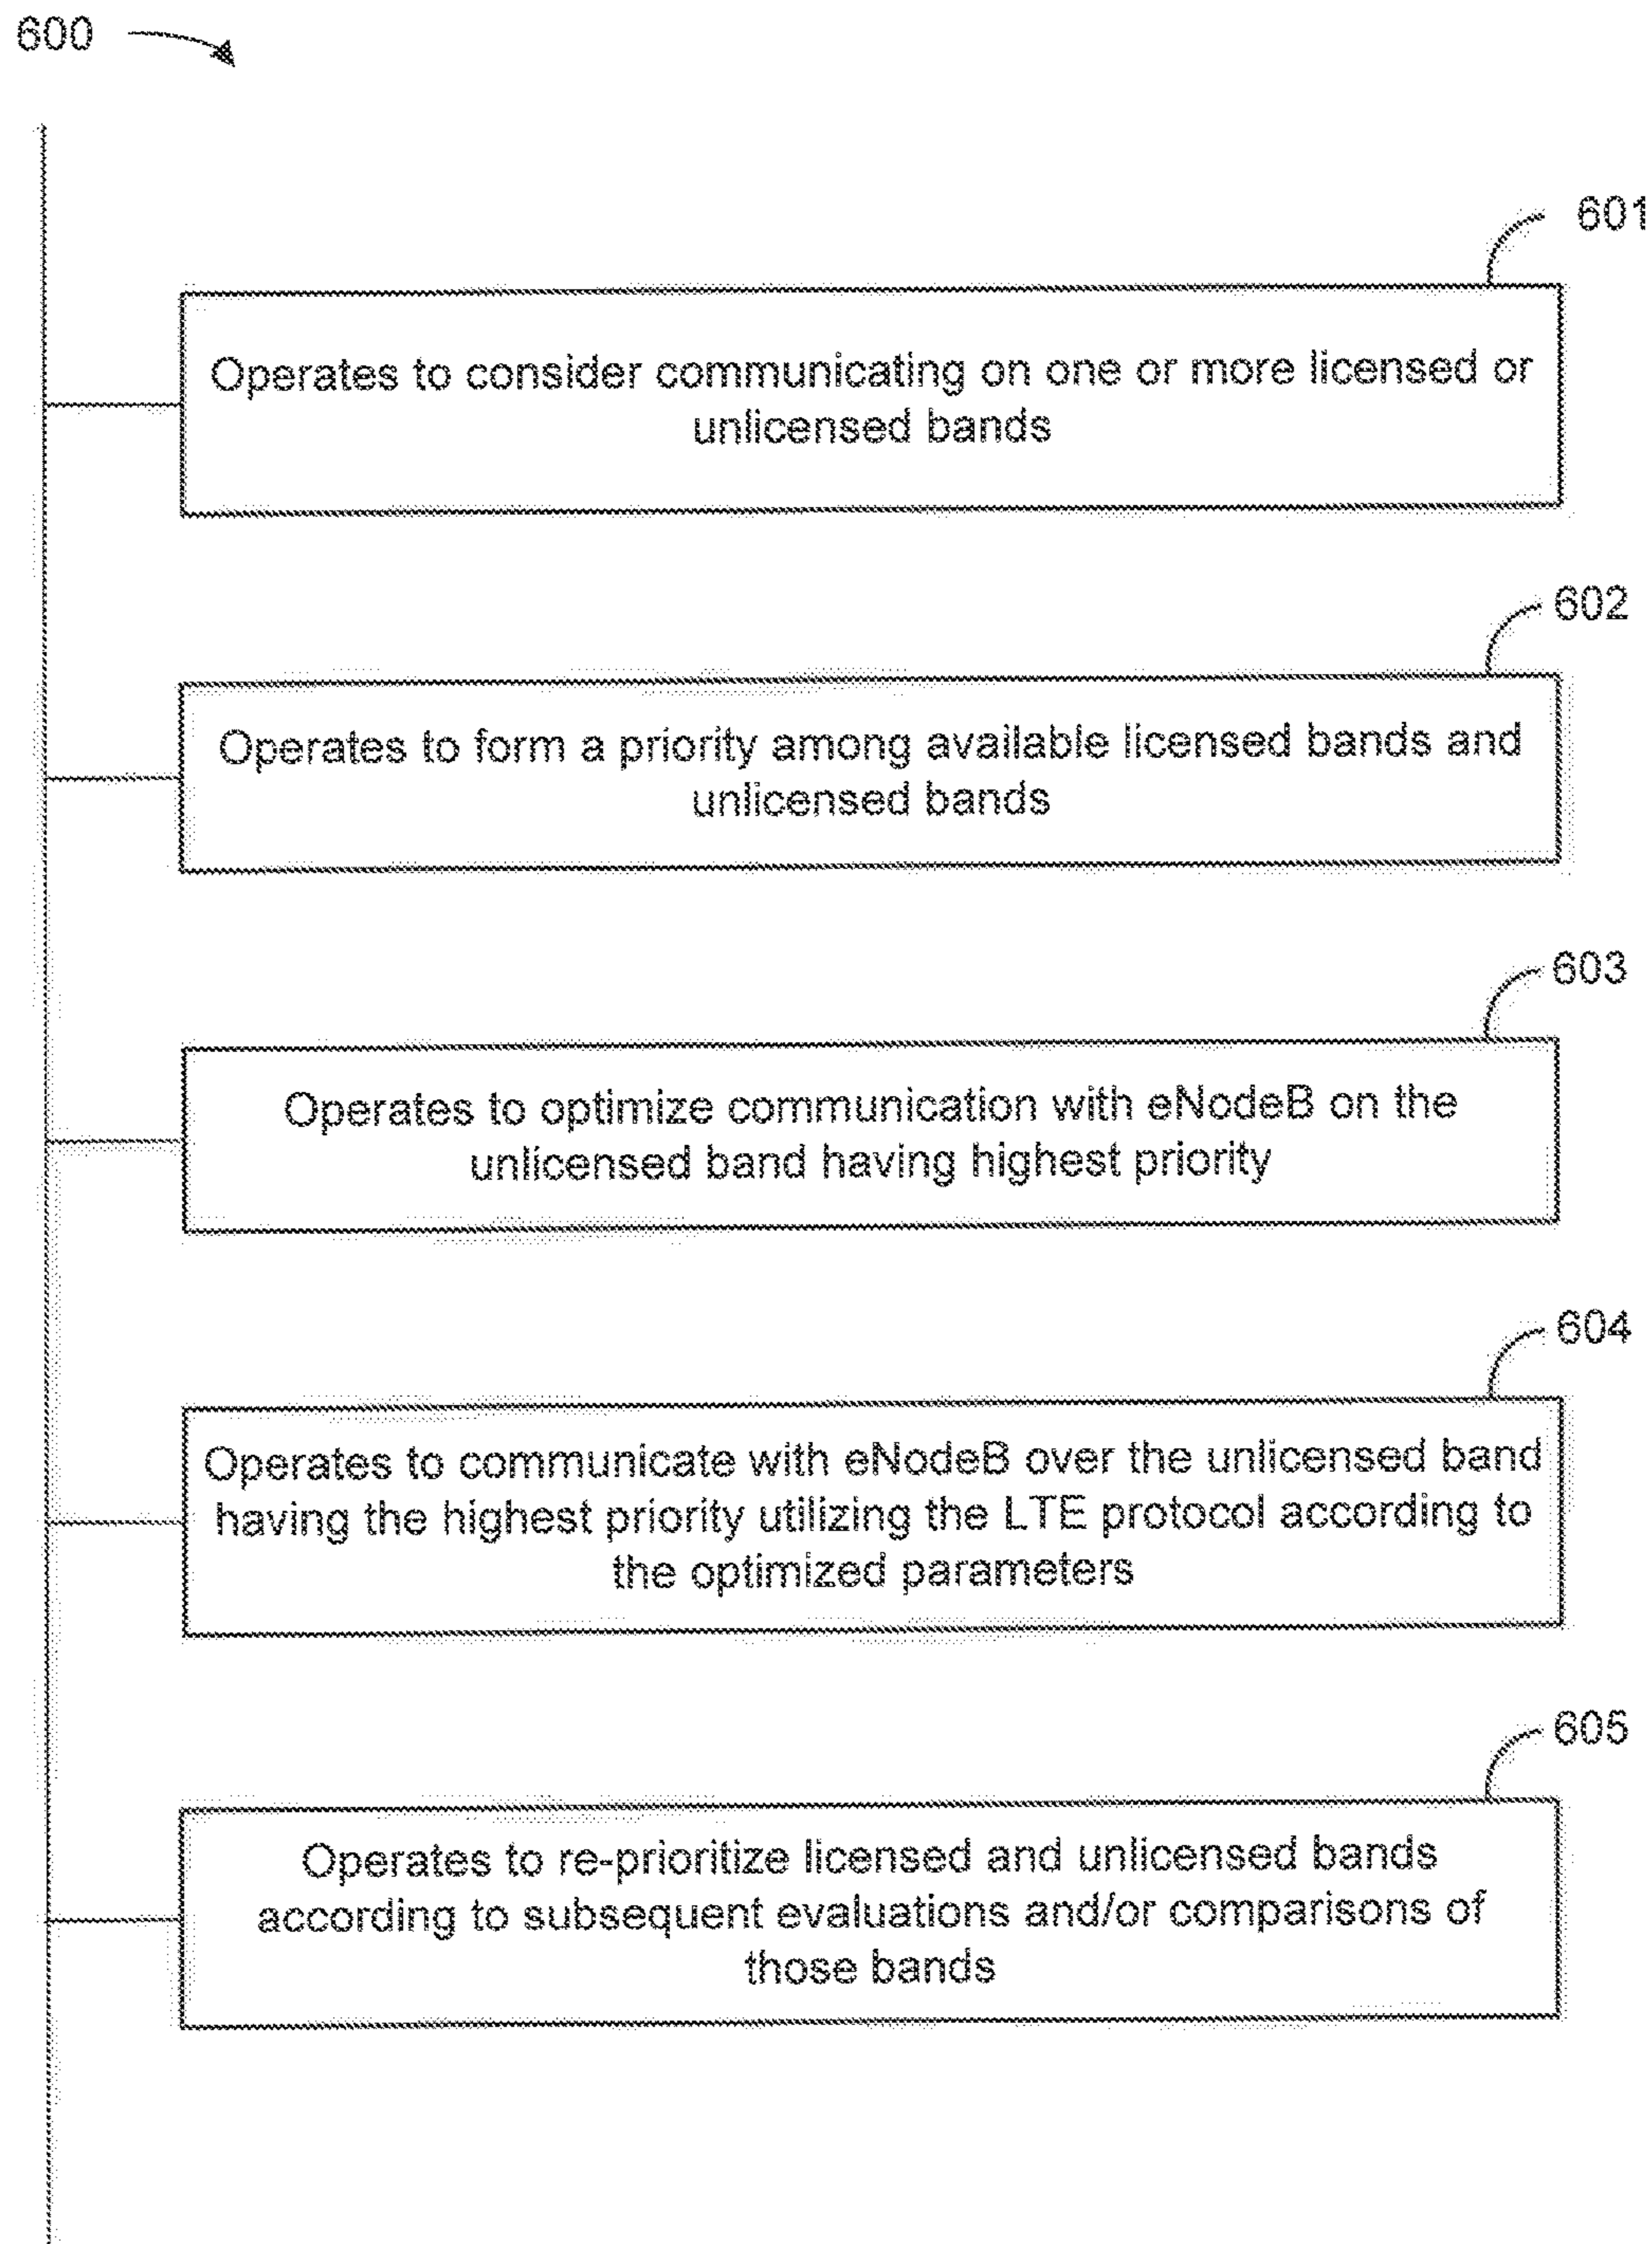 600
601
Operates to consider communicating on one or more licensed or
unlicensed bands
602
Operates to form a priority among available licensed bands and
unlicensed bands
603
Operates to optimize communication with eNodeB on the
unlicensed band having highest priority
604
Operates to communicate with eNodeB over the unlicensed band
having the highest priority utilizing the LTE protocol according to
the optimized parameters
605
Operates to re-prioritize licensed and unlicensed bands
according to subsequent evaluations and/or comparisons of
those bands